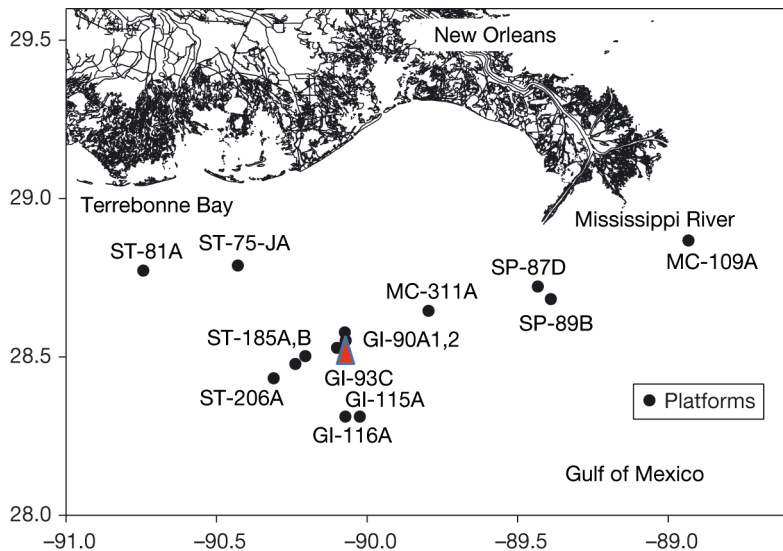 29.5
New Orleans
29.0
Terrebonne Bay
Mississippi River
ST-81A
ST-75-JA
MC-109A
SP-87D
MC-311A
SP-89B
ST-185A,B
GI-90A1,2
28.5
ST-206A
GI-93C
GI-115A
Platforms
GI-116A
Gulf of Mexico
28.0
–91.0 –90.5 –90.0 –89.5 –89.0